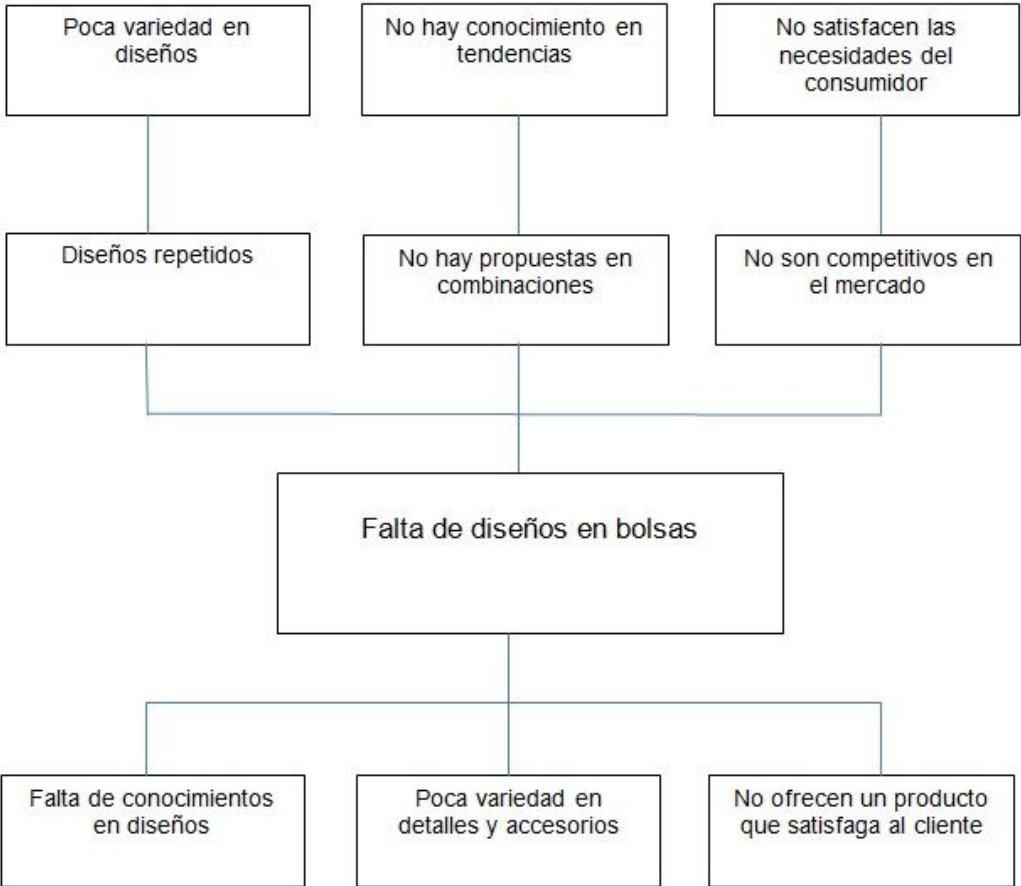 Poca variedad en
diseños
No hay conocimiento en
tendencias
No satisfacen las
necesidades del
consumidor
Diseños repetidos
No hay propuestas en
combinaciones
No son competitivos en
el mercado
Falta de diseños en bolsas
Falta de conocimientos
en diseños
Poca variedad en
detalles y accesorios
No ofrecen un producto
que satisfaga al cliente